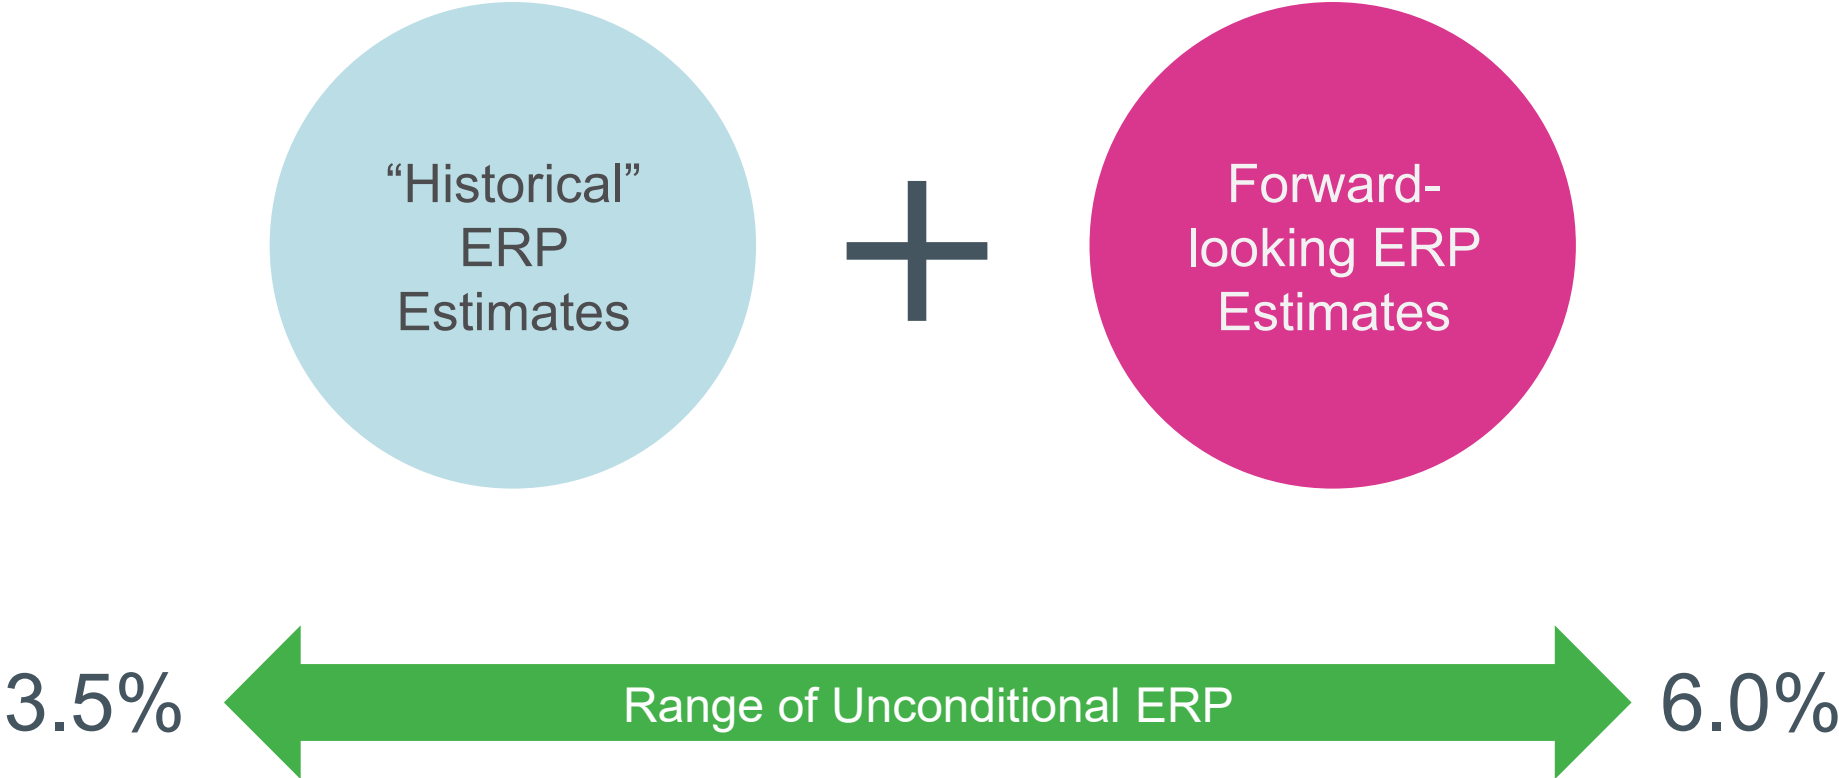 “Historical”
ERP
Estimates
Forward-
looking ERP
Estimates
3.5%
Range of Unconditional ERP
6.0%